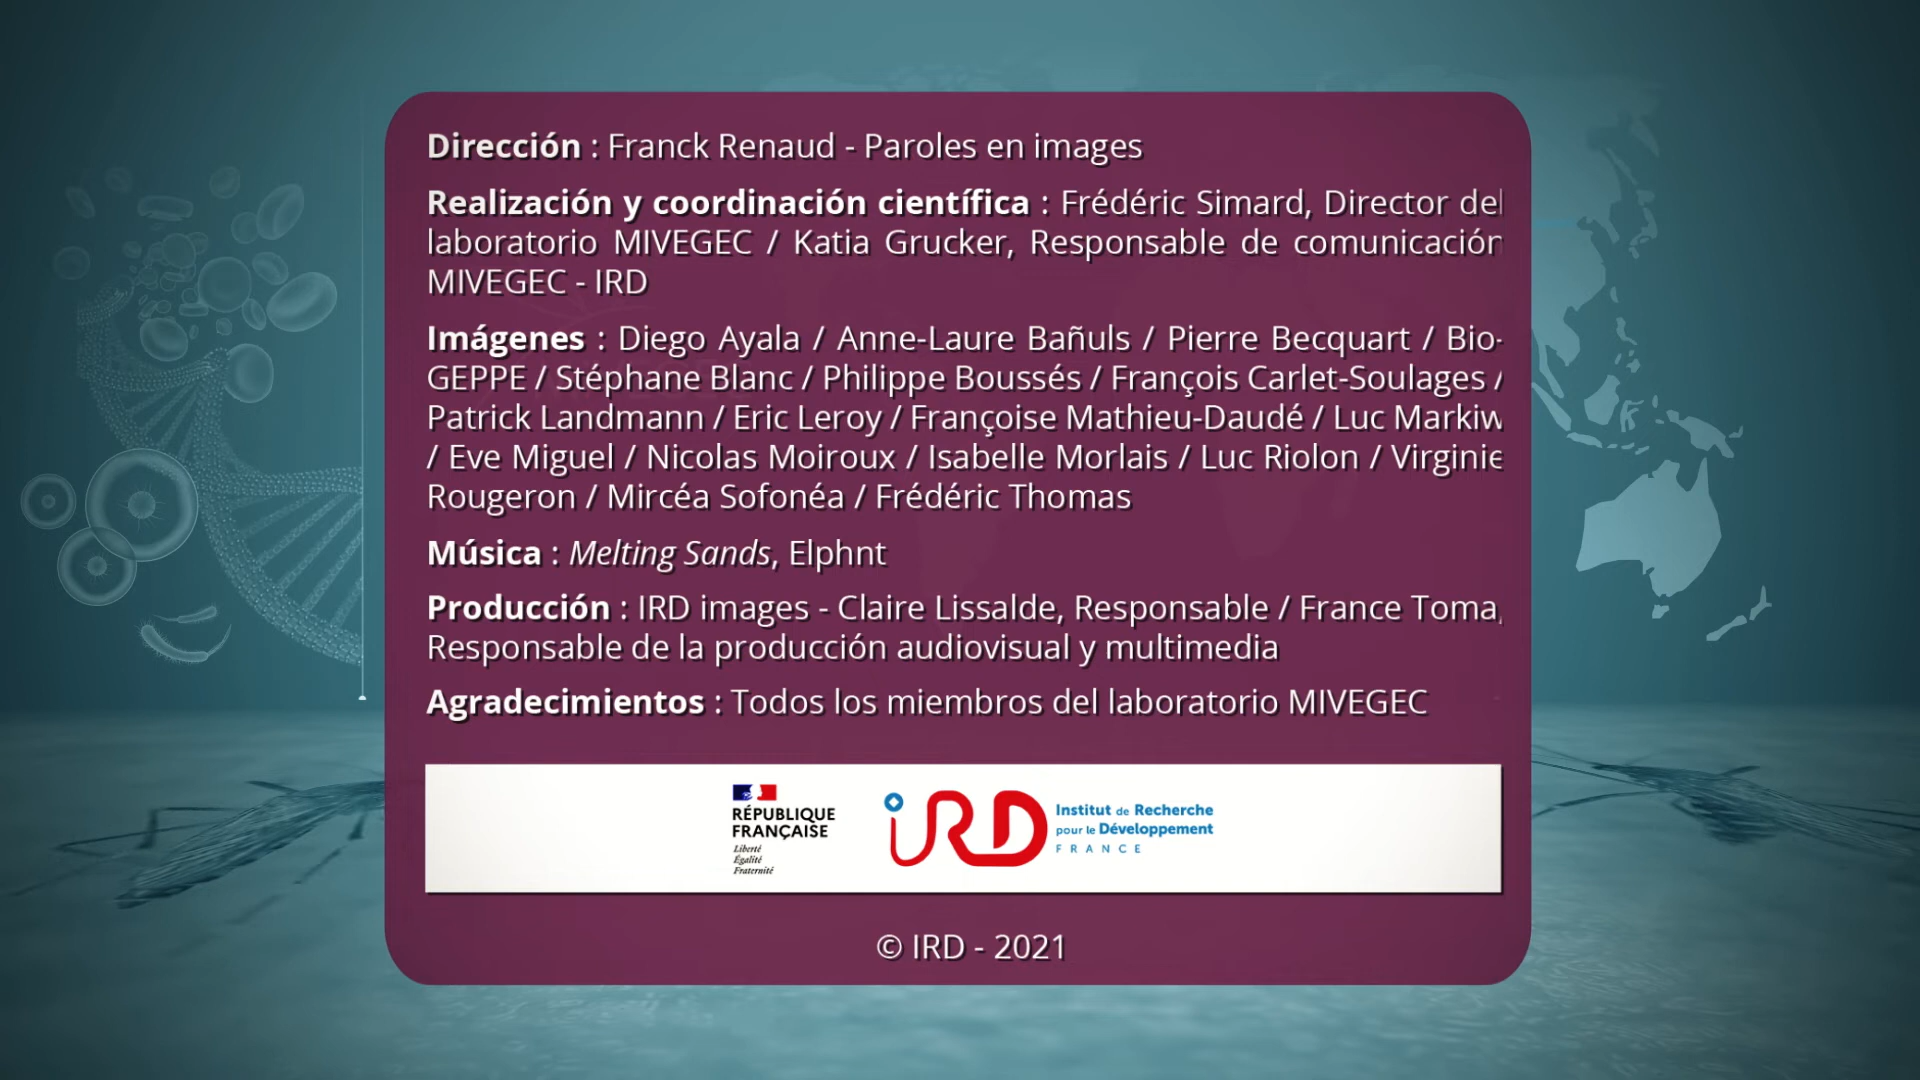 Dirección : Franck Renaud - Paroles en images
Realización y coordinación científica : Frédéric Simard, Director del
laboratorio MIVEGEC / Katia Grucker, Responsable de comunicación
MIVEGEC - IRD
Imágenes : Diego Ayala / Anne-Laure Bañuls / Pierre Becquart / Bio-
GEPPE / Stéphane Blanc / Philippe Boussés / François Carlet-Soulages /
Patrick Landmann / Eric Leroy / Françoise Mathieu-Daudé / Luc Markiw
/ Eve Miguel / Nicolas Moiroux / Isabelle Morlais / Luc Riolon / Virginie
Rougeron / Mircéa Sofonéa / Frédéric Thomas
Música : Melting Sands, Elphnt
Producción : IRD images - Claire Lissalde, Responsable / France Toma,
Responsable de la producción audiovisual y multimedia
Agradecimientos : Todos los miembros del laboratorio MIVEGEC
RÉPUBLIQUE
FRANÇAISE
Liberté
Égalité
Fraternité
IRD
Institut de Recherche
pour le Développement
FRANCE
© IRD - 2021